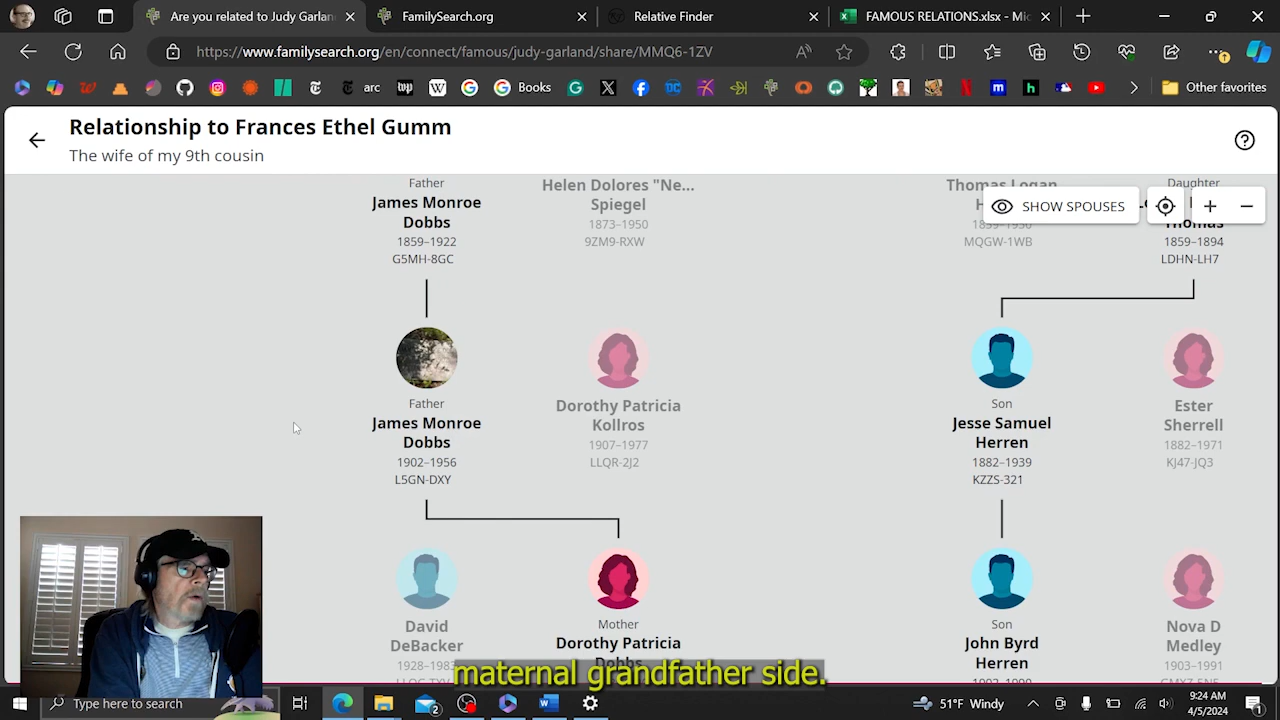 Are you related to Judy Garlan
FamilySearch.org
Relative Finder
FAMOUS RELATIONS.xlsx - Mic
https://www.familysearch.org/en/connect/famous/judy-garland/share/MMQ6-1ZV
arc
Books
Other favorites
Relationship to Frances Ethel Gumm
The wife of my 9th cousin
SHOW SPOUSES
Father
James Monroe
Dobbs
1859–1922
G5MH-8GC
Helen Dolores "Ne...
Spiegel
1873–1950
9ZM9-RXW
Thomas Logan
H
MQGW-1WB
Daughter
Thomas
1859–1894
LDHN-LH7
Father
James Monroe
Dobbs
1902–1956
L5GN-DXY
Dorothy Patricia
Kollros
1907–1977
LLQR-2J2
Son
Jesse Samuel
Herren
1882–1939
KZZS-321
Ester
Sherrell
1882–1971
KJ47-JQ3
David
DeBacker
Mother
Dorothy Patricia
Dobbs
Son
John Byrd
Herren
Nova D
Medley
1903–1991
maternal grandfather side.
Type here to search
51°F Windy
9:24 AM
4/5/2024